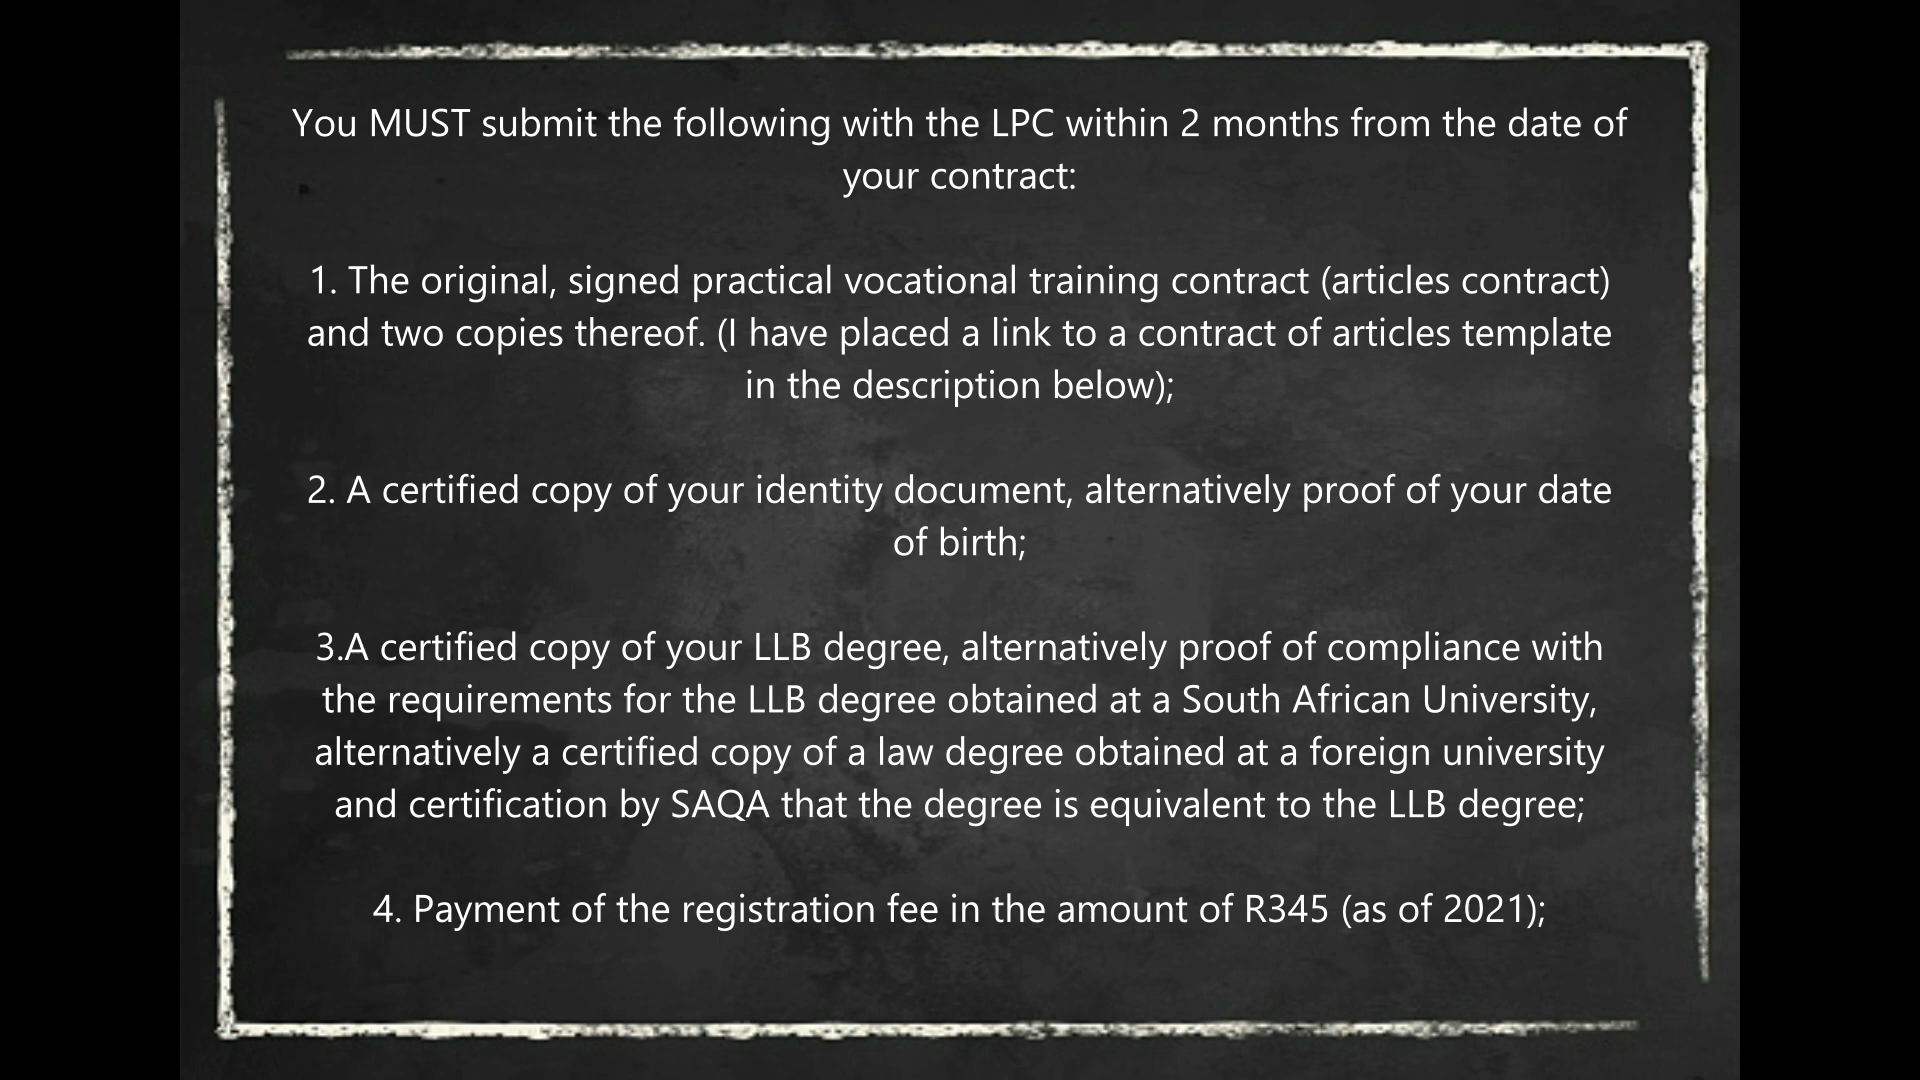 You MUST submit the following with the LPC within 2 months from the date of
your contract:
1. The original, signed practical vocational training contract (articles contract)
and two copies thereof. (I have placed a link to a contract of articles template
in the description below);
2. A certified copy of your identity document, alternatively proof of your date
of birth;
3.A certified copy of your LLB degree, alternatively proof of compliance with
the requirements for the LLB degree obtained at a South African University,
alternatively a certified copy of a law degree obtained at a foreign university
and certification by SAQA that the degree is equivalent to the LLB degree;
4. Payment of the registration fee in the amount of R345 (as of 2021);